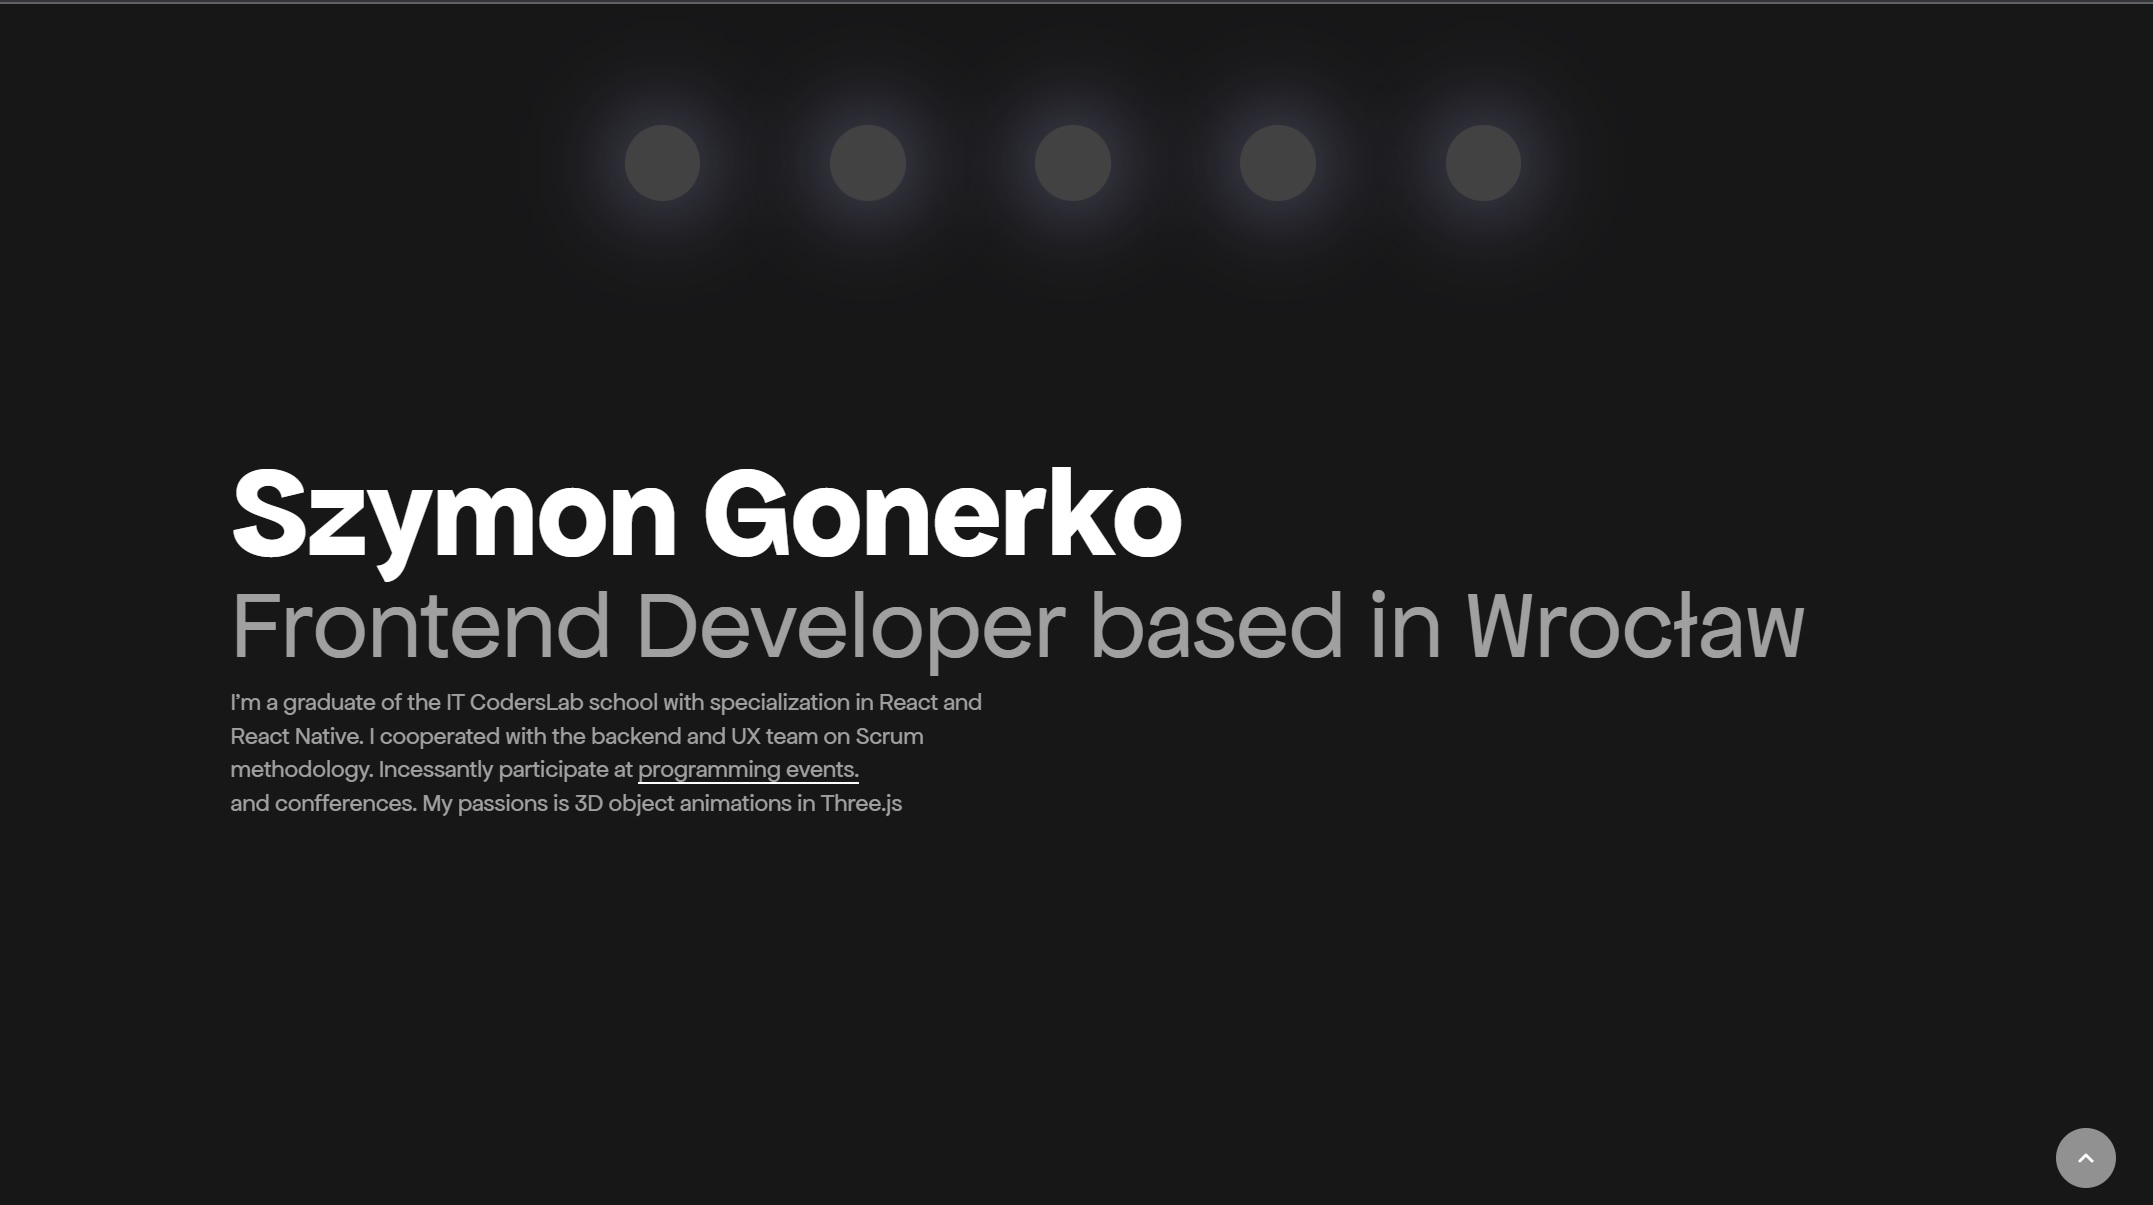 Szymon Gonerko
Frontend Developer based in Wrocław
I'm a graduate of the IT CodersLab school with specialization in React and
React Native. I cooperated with the backend and UX team on Scrum
methodology. Incessantly participate at programming events.
and confferences. My passions is 3D object animations in Three.js